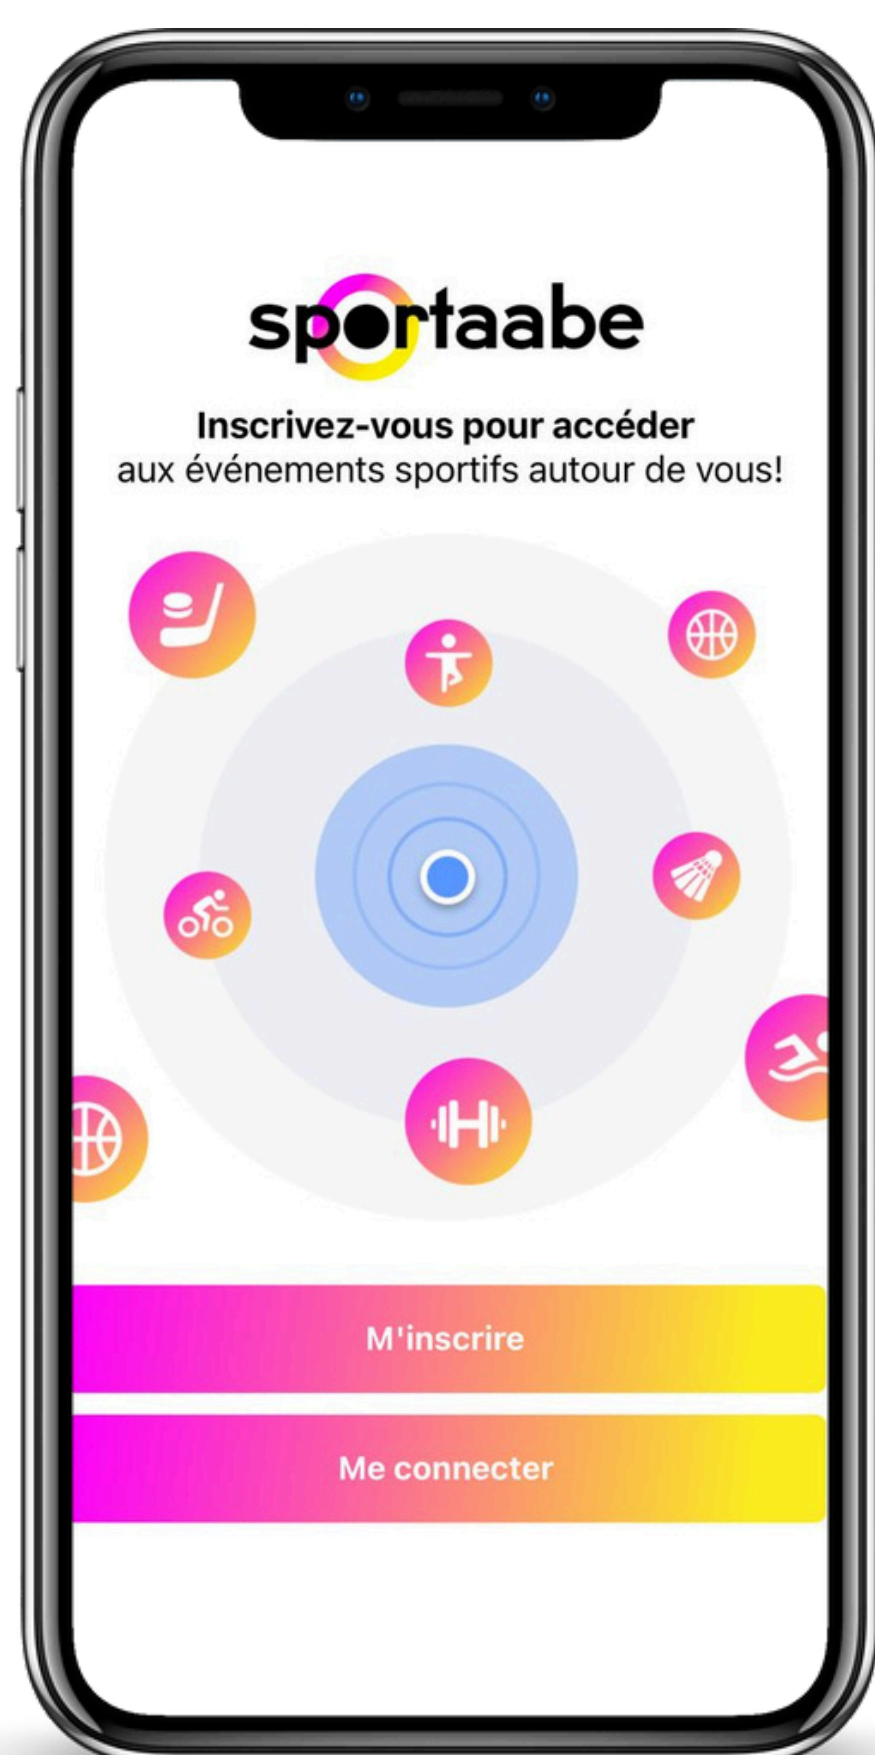 sportaabe
Inscrivez-vous pour accéder
aux événements sportifs autour de vous!
M'inscrire
Me connecter